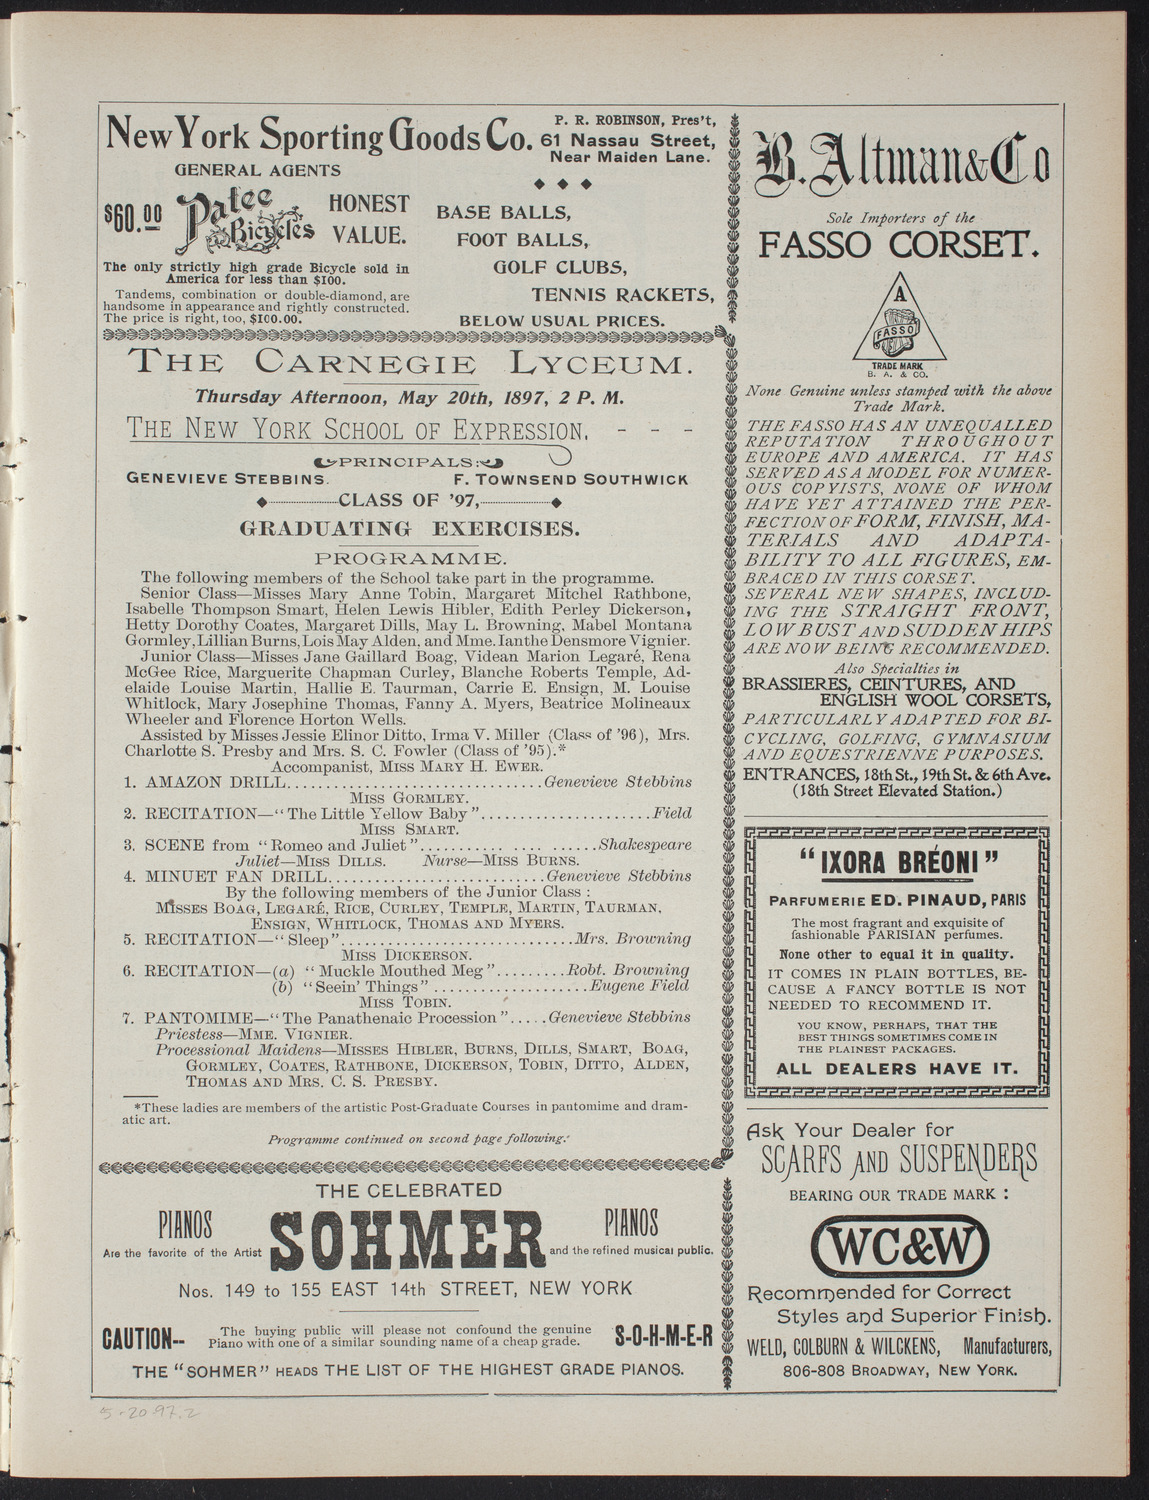 New York Sporting Goods Co.
P. R. ROBINSON, Pres't,
61 Nassau Street,
Near Maiden Lane.
GENERAL AGENTS
$60.00
Patee
Bicycles
HONEST
VALUE.
The only strictly high grade Bicycle sold in
America for less than $100.
Tandems, combination or double-diamond, are
handsome in appearance and rightly constructed.
The price is right, too, $100.00.
BASE BALLS,
FOOT BALLS,
GOLF CLUBS,
TENNIS RACKETS,
BELOW USUAL PRICES.
THE CARNEGIE LYCEUM.
Thursday Afternoon, May 20th, 1897, 2 P. M.
THE NEW YORK SCHOOL OF EXPRESSION. - - -
PRINCIPALS:
GENEVIEVE STEBBINS. F. TOWNSEND SOUTHWICK
CLASS OF '97,
GRADUATING EXERCISES.
PROGRAMME.
The following members of the School take part in the programme.
Senior Class—Misses Mary Anne Tobin, Margaret Mitchel Rathbone,
Isabelle Thompson Smart, Helen Lewis Hibler, Edith Perley Dickerson,
Hetty Dorothy Coates, Margaret Dills, May L. Browning, Mabel Montana
Gormley, Lillian Burns, Lois May Alden, and Mme. Ianthe Densmore Vignier.
Junior Class—Misses Jane Gaillard Boag, Videan Marion Legaré, Rena
McGee Rice, Marguerite Chapman Curley, Blanche Roberts Temple, Ad-
elaide Louise Martin, Hallie E. Taurman, Carrie E. Ensign, M. Louise
Whitlock, Mary Josephine Thomas, Fanny A. Myers, Beatrice Molineaux
Wheeler and Florence Horton Wells.
Assisted by Misses Jessie Elinor Ditto, Irma V. Miller (Class of '96), Mrs.
Charlotte S. Presby and Mrs. S. C. Fowler (Class of '95).*
Accompanist, MISS MARY H. EWER.
1. AMAZON DRILL................................Genevieve Stebbins
MISS GORMLEY.
2. RECITATION—"The Little Yellow Baby"......................Field
MISS SMART.
3. SCENE from "Romeo and Juliet".......................Shakespeare
Juliet—MISS DILLS. Nurse—MISS BURNS.
4. MINUET FAN DRILL...........................Genevieve Stebbins
By the following members of the Junior Class:
MISSES BOAG, LEGARÉ, RICE, CURLEY, TEMPLE, MARTIN, TAURMAN,
ENSIGN, WHITLOCK, THOMAS AND MYERS.
5. RECITATION—"Sleep".............................Mrs. Browning
MISS DICKERSON.
6. RECITATION—(a) "Muckle Mouthed Meg".........Robt. Browning
(b) "Seein' Things"....................Eugene Field
MISS TOBIN.
7. PANTOMIME—"The Panathenaic Procession".....Genevieve Stebbins
Priestess—MME. VIGNIER.
Processional Maidens—MISSES HIBLER, BURNS, DILLS, SMART, BOAG,
GORMLEY, COATES, RATHBONE, DICKERSON, TOBIN, DITTO, ALDEN,
THOMAS AND MRS. C. S. PRESBY.
*These ladies are members of the artistic Post-Graduate Courses in pantomime and dram-
atic art.
Programme continued on second page following.
THE CELEBRATED
PIANOS SOHMER PIANOS
Are the favorite of the Artist and the refined musical public.
Nos. 149 to 155 EAST 14th STREET, NEW YORK
CAUTION-- The buying public will please not confound the genuine S-O-H-M-E-R
Piano with one of a similar sounding name of a cheap grade.
THE "SOHMER" HEADS THE LIST OF THE HIGHEST GRADE PIANOS.
B. Altman & Co
Sole Importers of the
FASSO CORSET.
A
FASSO
TRADE MARK
B. A. & CO.
None Genuine unless stamped with the above
Trade Mark.
THE FASSO HAS AN UNEQUALLED
REPUTATION THROUGHOUT
EUROPE AND AMERICA. IT HAS
SERVED AS A MODEL FOR NUMER-
OUS COPYISTS, NONE OF WHOM
HAVE YET ATTAINED THE PER-
FECTION OF FORM, FINISH, MA-
TERIALS AND ADAPTA-
BILITY TO ALL FIGURES, EM-
BRACED IN THIS CORSET.
SEVERAL NEW SHAPES, INCLUD-
ING THE STRAIGHT FRONT,
LOW BUST AND SUDDEN HIPS
ARE NOW BEING RECOMMENDED.
Also Specialties in
BRASSIERES, CEINTURES, AND
ENGLISH WOOL CORSETS,
PARTICULARLY ADAPTED FOR BI-
CYCLING, GOLFING, GYMNASIUM
AND EQUESTRIENNE PURPOSES.
ENTRANCES, 18th St., 19th St. & 6th Ave.
(18th Street Elevated Station.)
"IXORA BRÉONI"
PARFUMERIE ED. PINAUD, PARIS
The most fragrant and exquisite of
fashionable PARISIAN perfumes.
None other to equal it in quality.
IT COMES IN PLAIN BOTTLES, BE-
CAUSE A FANCY BOTTLE IS NOT
NEEDED TO RECOMMEND IT.
YOU KNOW, PERHAPS, THAT THE
BEST THINGS SOMETIMES COME IN
THE PLAINEST PACKAGES.
ALL DEALERS HAVE IT.
Ask Your Dealer for
SCARFS AND SUSPENDERS
BEARING OUR TRADE MARK:
WC&W
Recommended for Correct
Styles and Superior Finish.
WELD, COLBURN & WILCKENS, Manufacturers,
806-808 BROADWAY, NEW YORK.
5-20-97.2